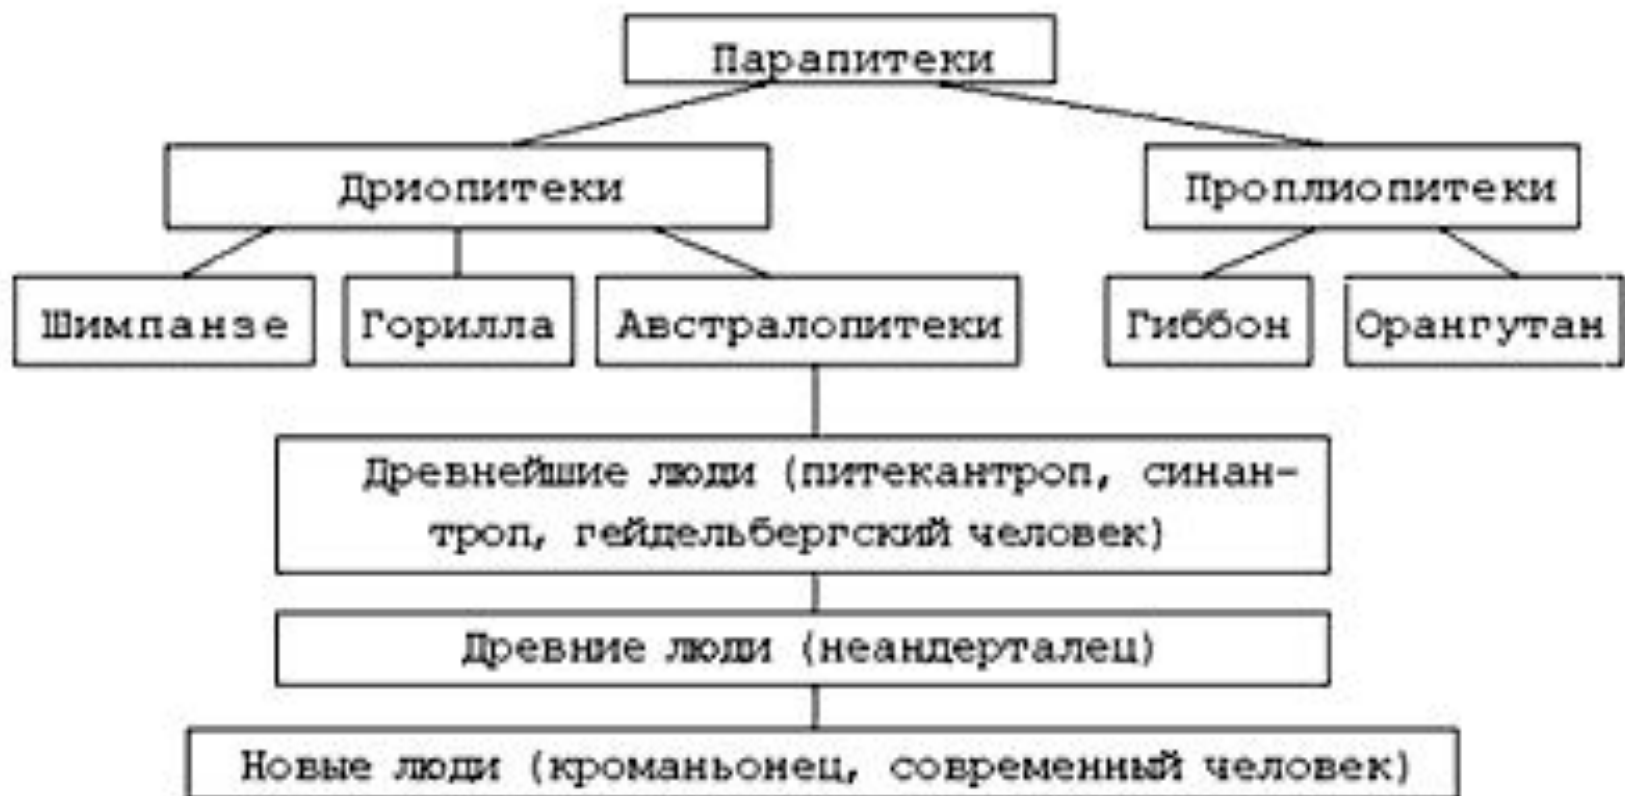 Парапитеки
Дриопитеки
Проплиопитеки
Шимпанзе
Горилла
Австралопитеки
Гиббон
Орангутан
Древнейшие люди (питекантроп, синан-
троп, гейдельбергский человек)
Древние люди (неандерталец)
Новые люди (кроманьонец, современный человек)